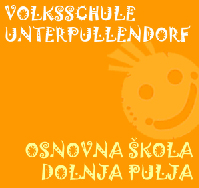 VOLKSSCHULE
UNTERPULLENDORF
OSNOVNA ŠKOLA
DOLNJA PULJA